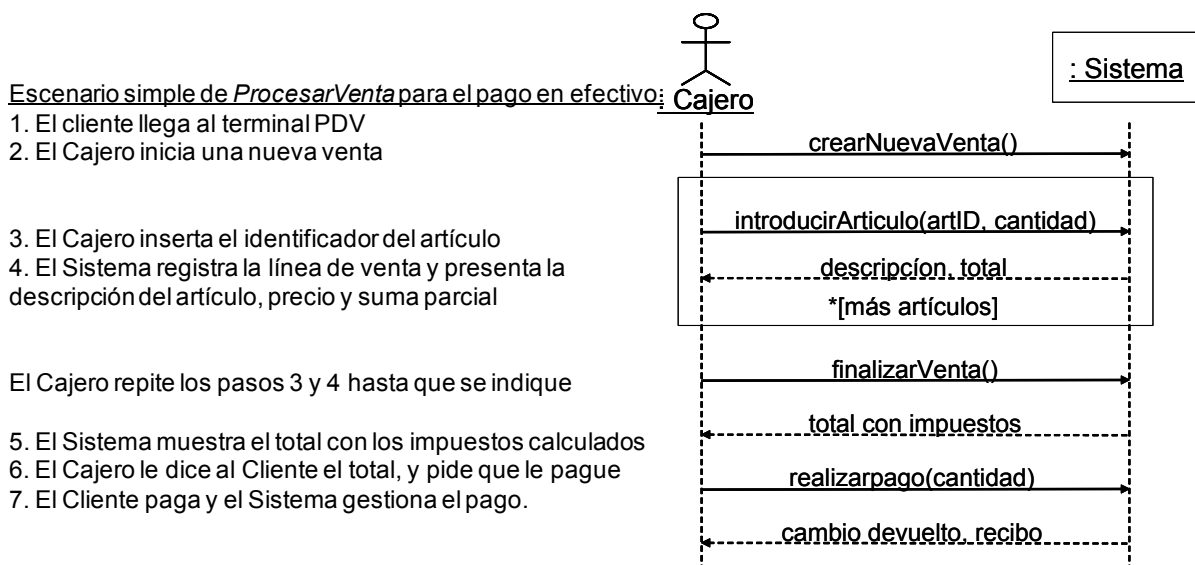 Escenario simple de ProcesarVenta para el pago en efectivo:
1. El cliente llega al terminal PDV
2. El Cajero inicia una nueva venta
3. El Cajero inserta el identificador del artículo
4. El Sistema registra la línea de venta y presenta la
descripción del artículo, precio y suma parcial
El Cajero repite los pasos 3 y 4 hasta que se indique
5. El Sistema muestra el total con los impuestos calculados
6. El Cajero le dice al Cliente el total, y pide que le pague
7. El Cliente paga y el Sistema gestiona el pago.
: Cajero
: Sistema
crearNuevaVenta()
introducirArticulo(artID, cantidad)
descripcíon, total
*[más artículos]
finalizarVenta()
total con impuestos
realizarpago(cantidad)
cambio devuelto, recibo